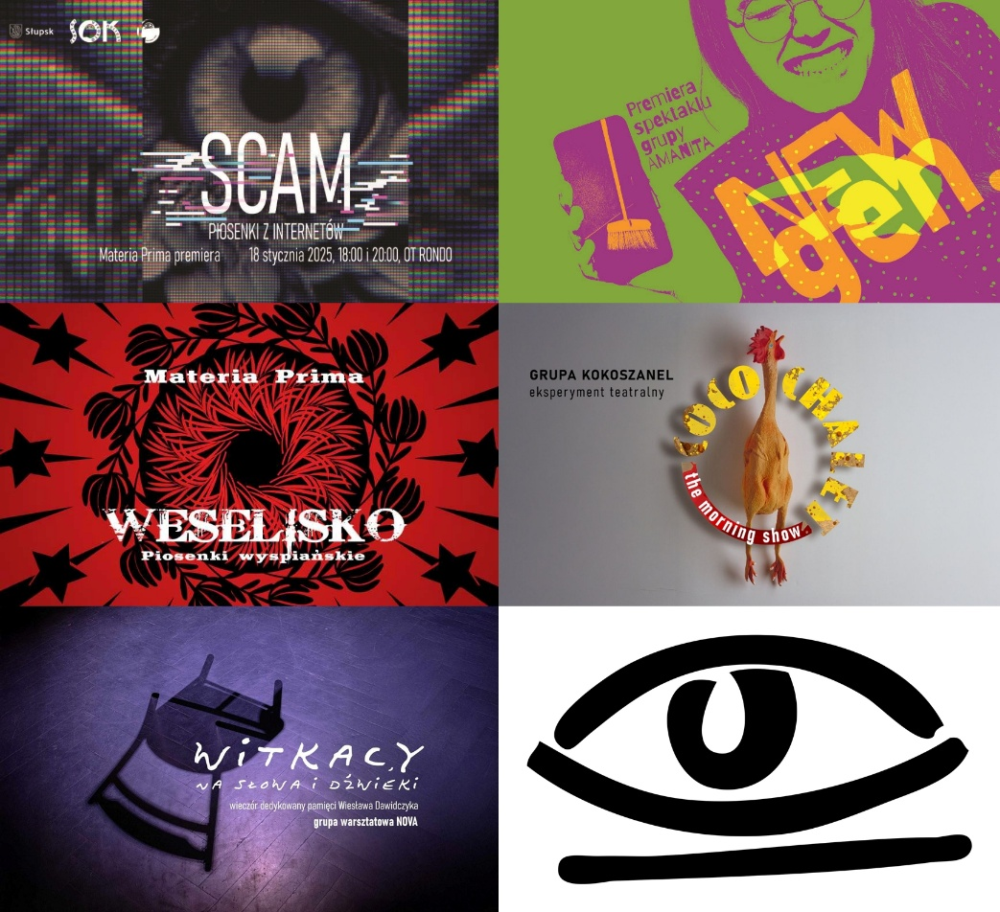 Słupsk
SOK
SCAM
PIOSENKI Z INTERNETÓW
Materia Prima premiera 18 stycznia 2025, 18:00 i 20:00, OT RONDO
Premiera
spektaklu
grupy
AMANITA
NEW.
gen
Materia Prima
WESELISKO
Piosenki wyspiańskie
GRUPA KOKOSZANEL
eksperyment teatralny
COCO CHANEL
the morning show
WiTKACY
NA SŁOWA i DŹWiĘKi
wieczór dedykowany pamięci Wiesława Dawidczyka
grupa warsztatowa NOVA